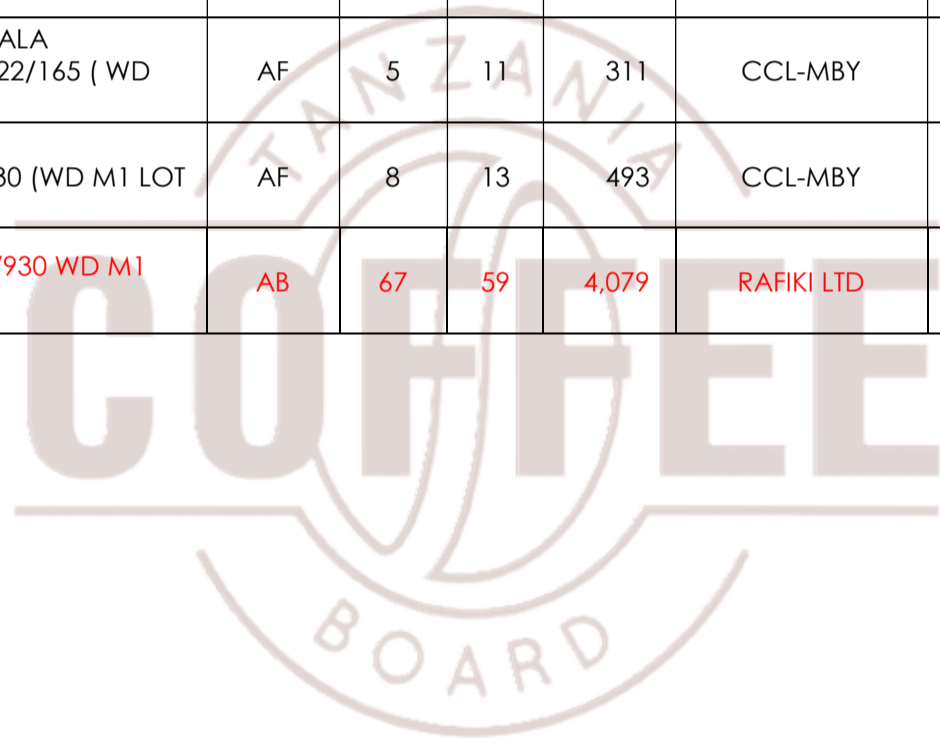 ALA
22/165 ( WD AF 5 11 311 CCL-MBY
30 (WD M1 LOT AF 8 13 493 CCL-MBY
/930 WD M1
AB 67 59 4,079 RAFIKI LTD
TANZANIA
COFFEE
BOARD